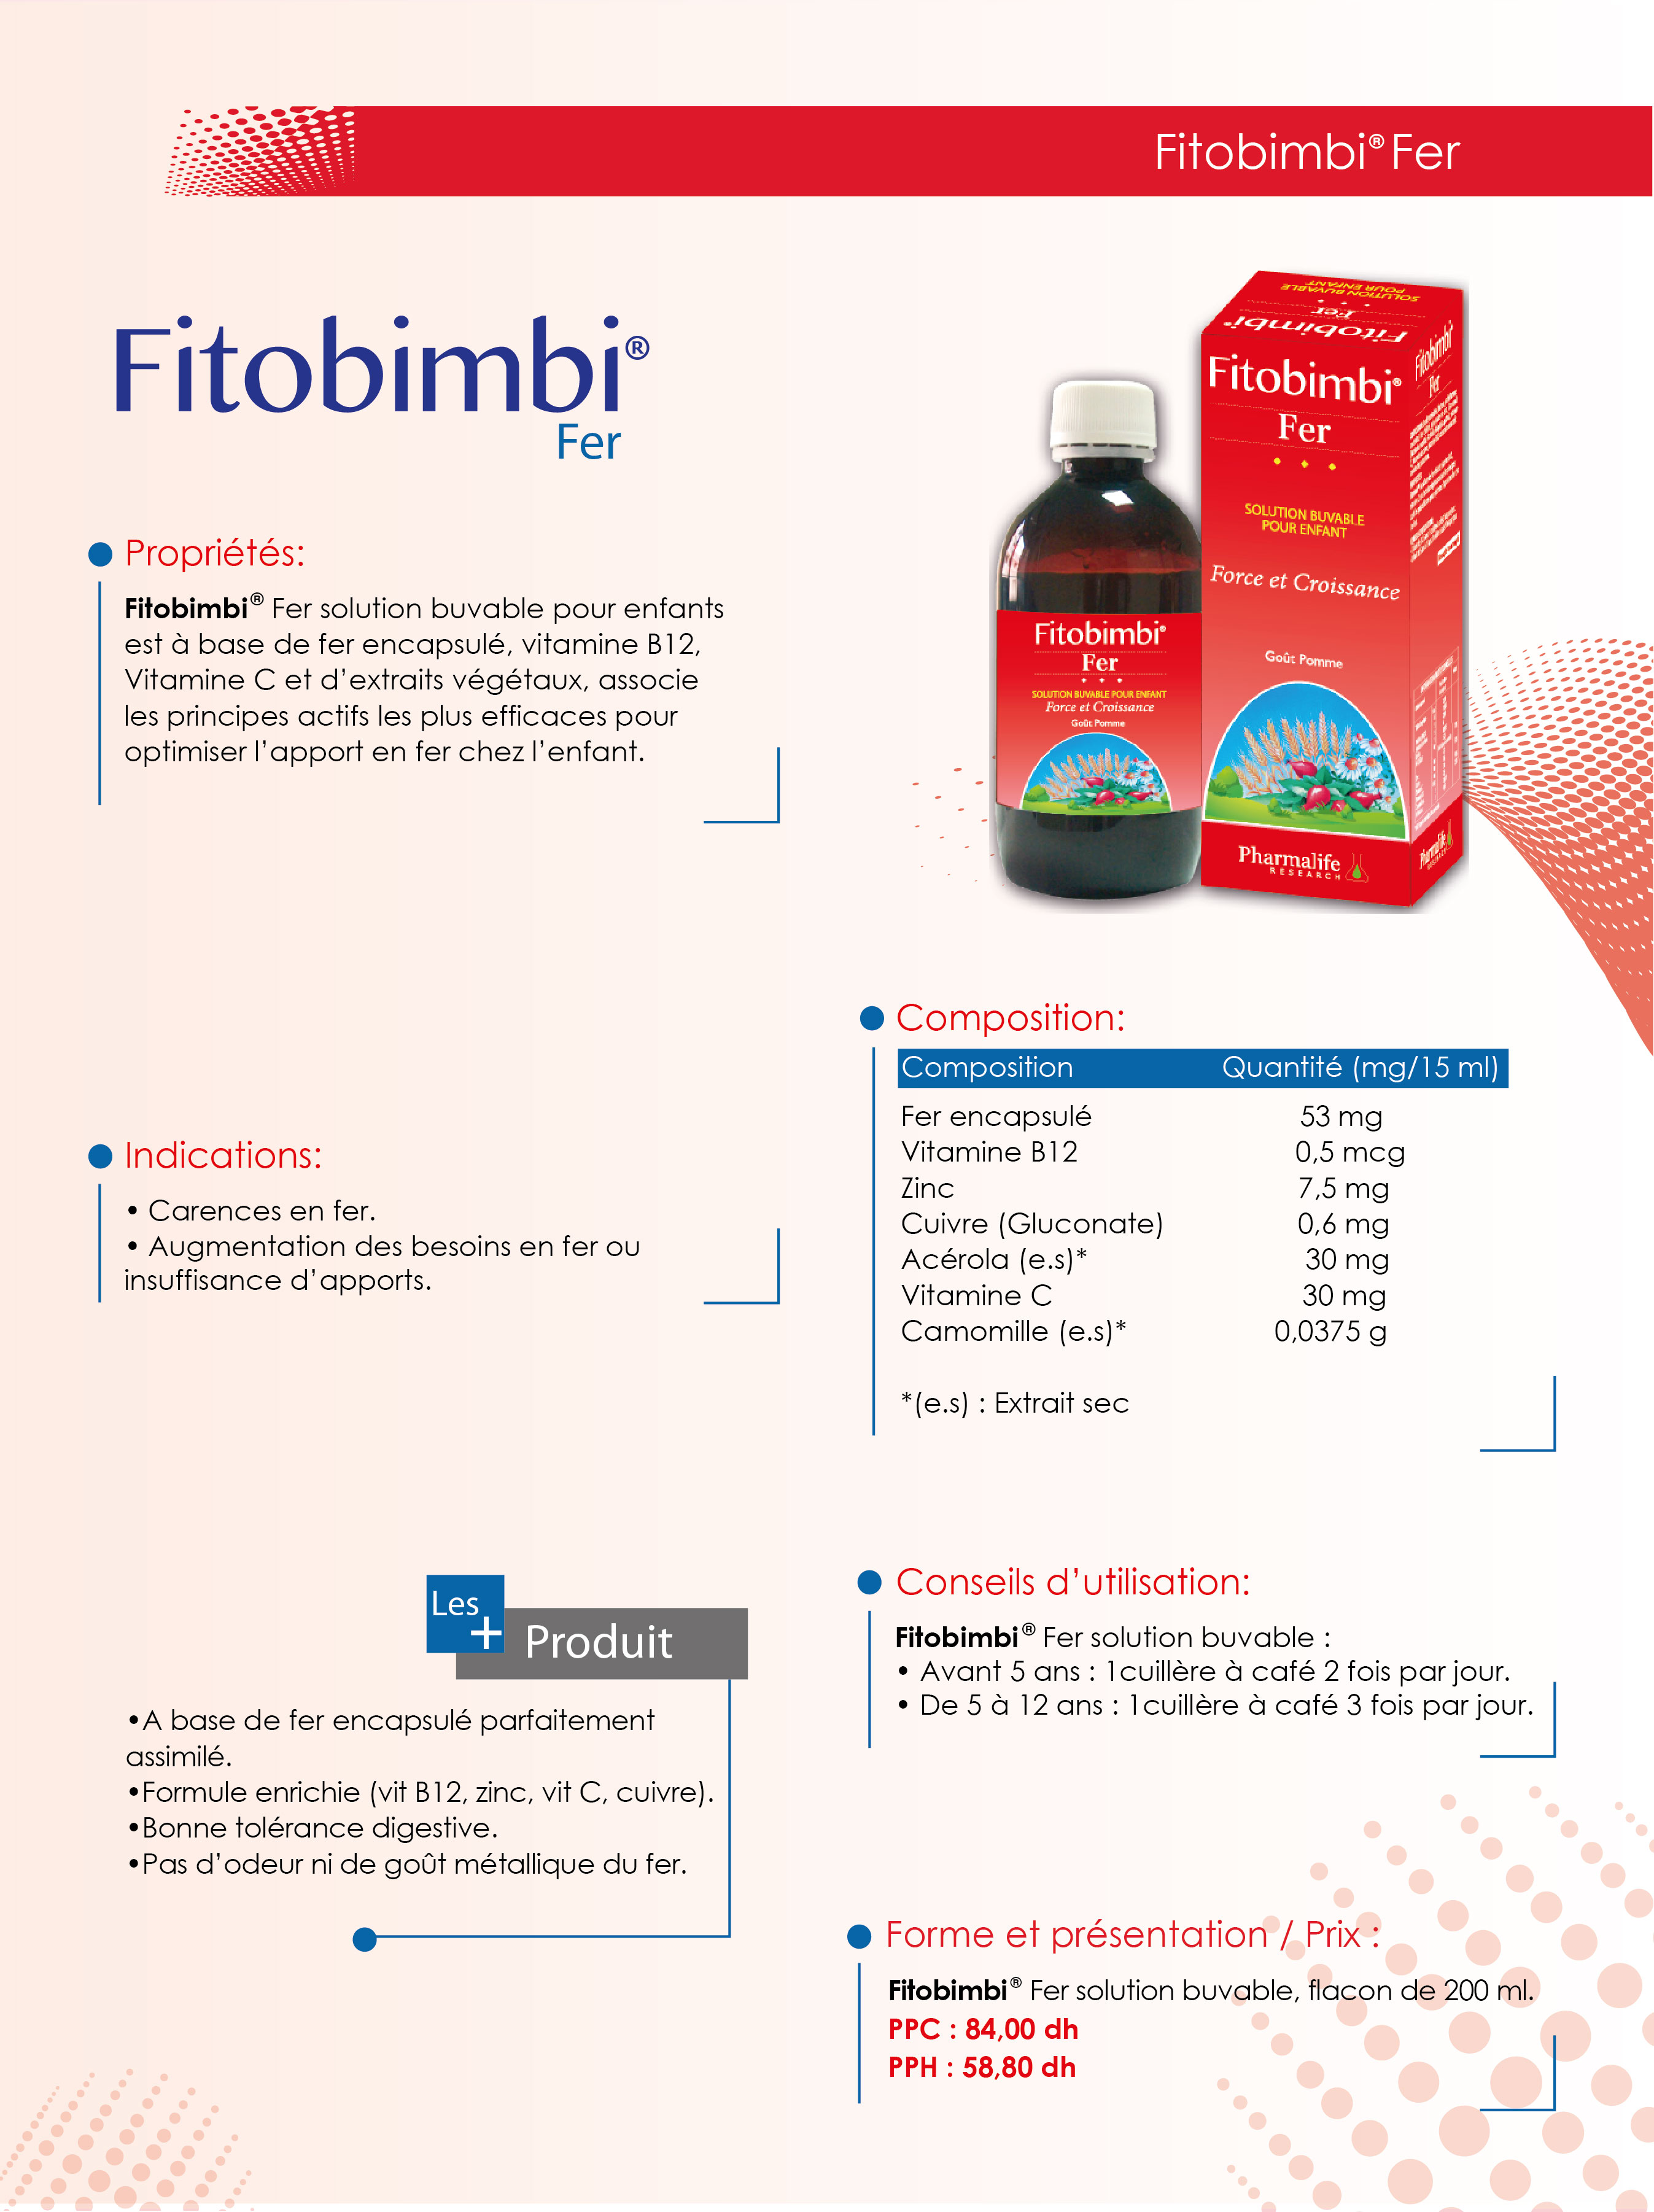 Fitobimbi® Fer
Fitobimbi®
Fer
Propriétés:
Fitobimbi® Fer solution buvable pour enfants
est à base de fer encapsulé, vitamine B12,
Vitamine C et d’extraits végétaux, associe
les principes actifs les plus efficaces pour
optimiser l’apport en fer chez l’enfant.
SOLUTION BUVABLE
POUR ENFANT
Fer
Fitobimbi®
Fitobimbi®
Fer
SOLUTION BUVABLE
POUR ENFANT
Force et Croissance
Goût Pomme
Pharmalife
RESEARCH
Fitobimbi
Fer
Pharmalife
Fitobimbi®
Fer
SOLUTION BUVABLE POUR ENFANT
Force et Croissance
Goût Pomme
Indications:
• Carences en fer.
• Augmentation des besoins en fer ou
insuffisance d’apports.
Composition:
Composition Quantité (mg/15 ml)
Fer encapsulé 53 mg
Vitamine B12 0,5 mcg
Zinc 7,5 mg
Cuivre (Gluconate) 0,6 mg
Acérola (e.s)* 30 mg
Vitamine C 30 mg
Camomille (e.s)* 0,0375 g
*(e.s) : Extrait sec
Les +
Produit
•A base de fer encapsulé parfaitement
assimilé.
•Formule enrichie (vit B12, zinc, vit C, cuivre).
•Bonne tolérance digestive.
•Pas d’odeur ni de goût métallique du fer.
Conseils d’utilisation:
Fitobimbi® Fer solution buvable :
• Avant 5 ans : 1cuillère à café 2 fois par jour.
• De 5 à 12 ans : 1cuillère à café 3 fois par jour.
Forme et présentation / Prix :
Fitobimbi® Fer solution buvable, flacon de 200 ml.
PPC : 84,00 dh
PPH : 58,80 dh